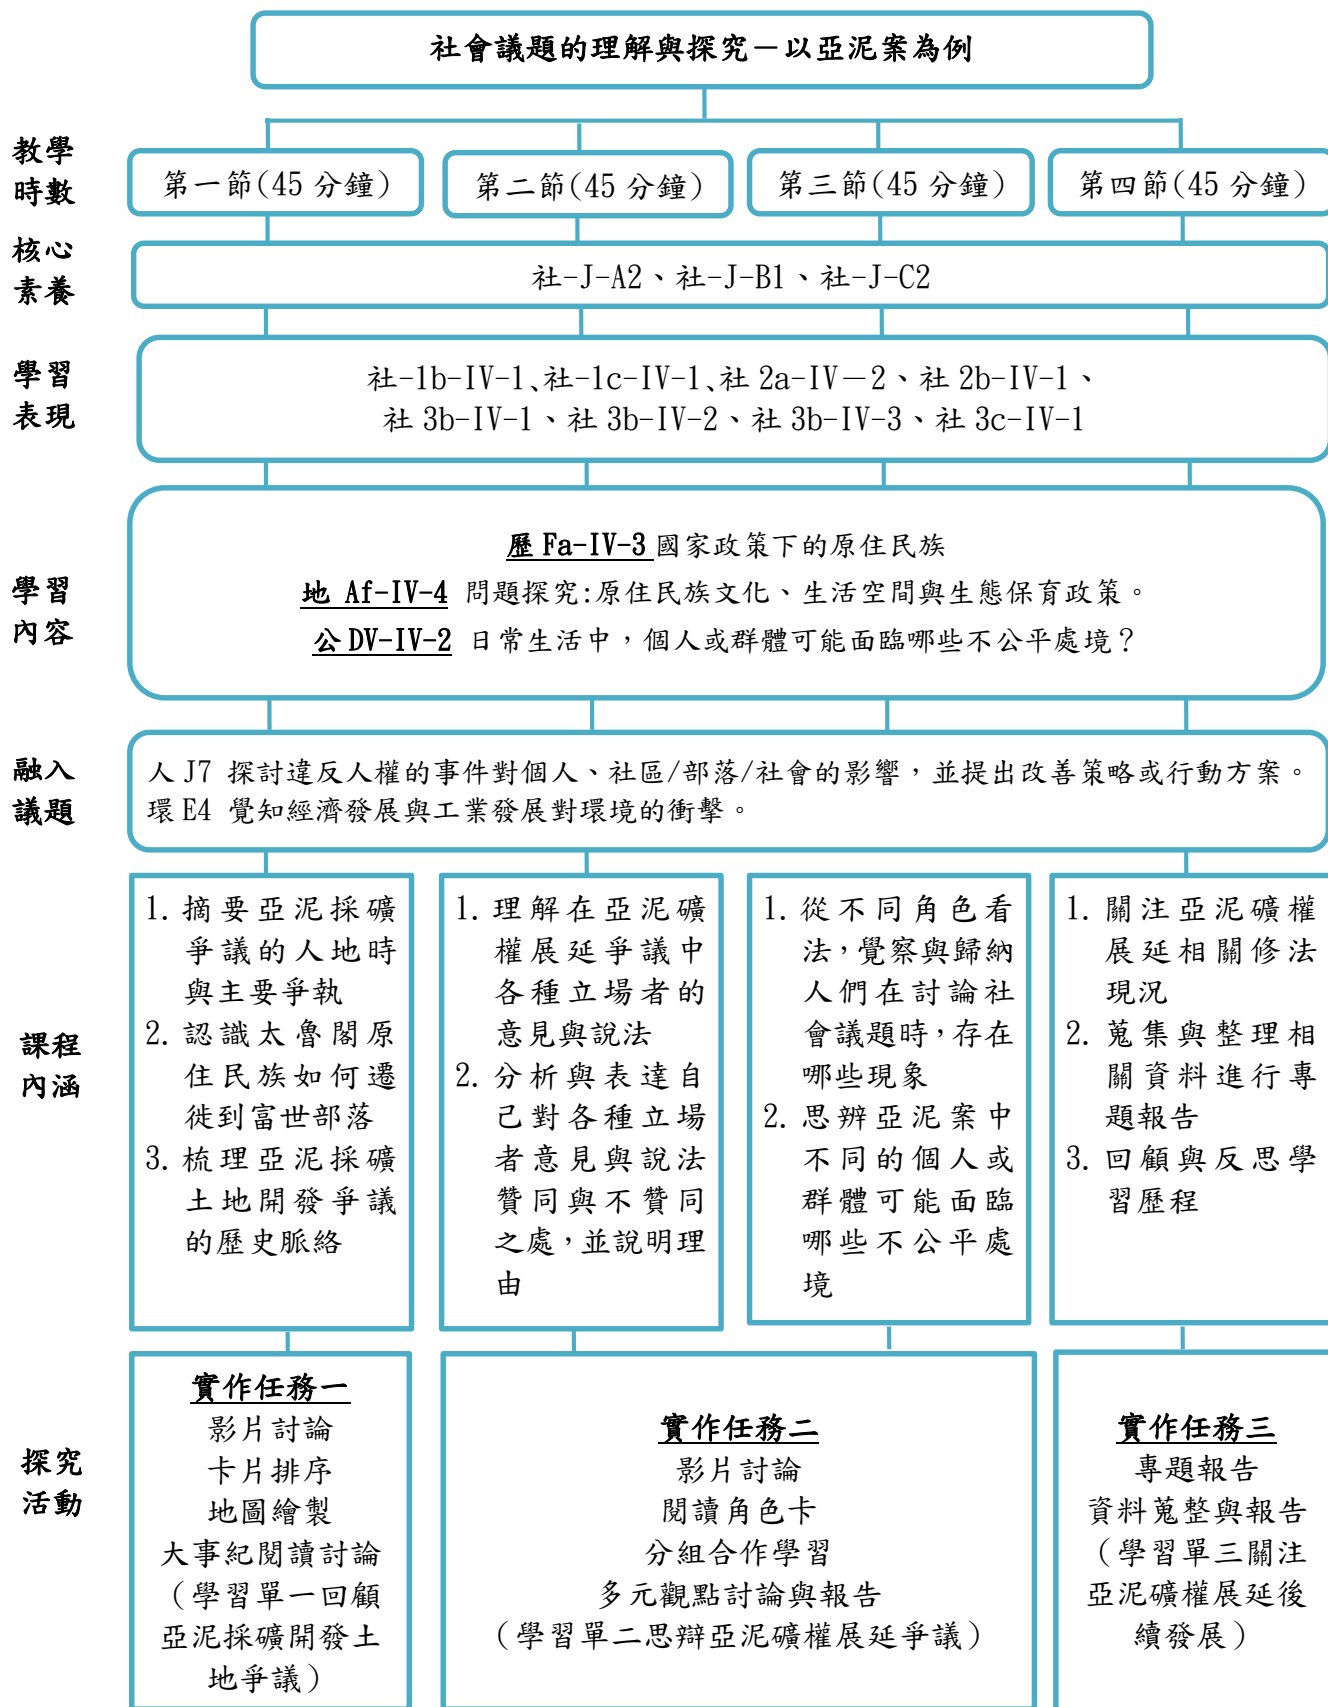 社會議題的理解與探究－以亞泥案為例
教學
時數
第一節(45 分鐘)
第二節(45 分鐘)
第三節(45 分鐘)
第四節(45 分鐘)
核心
素養
社-J-A2、社-J-B1、社-J-C2
學習
表現
社-1b-IV-1、社-1c-IV-1、社 2a-IV－2、社 2b-IV-1、
社 3b-IV-1、社 3b-IV-2、社 3b-IV-3、社 3c-IV-1
學習
內容
歷 Fa-IV-3 國家政策下的原住民族
地 Af-IV-4 問題探究:原住民族文化、生活空間與生態保育政策。
公 DV-IV-2 日常生活中，個人或群體可能面臨哪些不公平處境？
融入
議題
人 J7 探討違反人權的事件對個人、社區/部落/社會的影響，並提出改善策略或行動方案。
環 E4 覺知經濟發展與工業發展對環境的衝擊。
課程
內涵
1. 摘要亞泥採礦
爭議的人地時
與主要爭執
2. 認識太魯閣原
住民族如何遷
徙到富世部落
3. 梳理亞泥採礦
土地開發爭議
的歷史脈絡
1. 理解在亞泥礦
權展延爭議中
各種立場者的
意見與說法
2. 分析與表達自
己對各種立場
者意見與說法
贊同與不贊同
之處，並說明理
由
1. 從不同角色看
法，覺察與歸納
人們在討論社
會議題時，存在
哪些現象
2. 思辨亞泥案中
不同的個人或
群體可能面臨
哪些不公平處
境
1. 關注亞泥礦權
展延相關修法
現況
2. 蒐集與整理相
關資料進行專
題報告
3. 回顧與反思學
習歷程
探究
活動
實作任務一
影片討論
卡片排序
地圖繪製
大事紀閱讀討論
（學習單一回顧
亞泥採礦開發土
地爭議）
實作任務二
影片討論
閱讀角色卡
分組合作學習
多元觀點討論與報告
（學習單二思辯亞泥礦權展延爭議）
實作任務三
專題報告
資料蒐整與報告
（學習單三關注
亞泥礦權展延後
續發展）